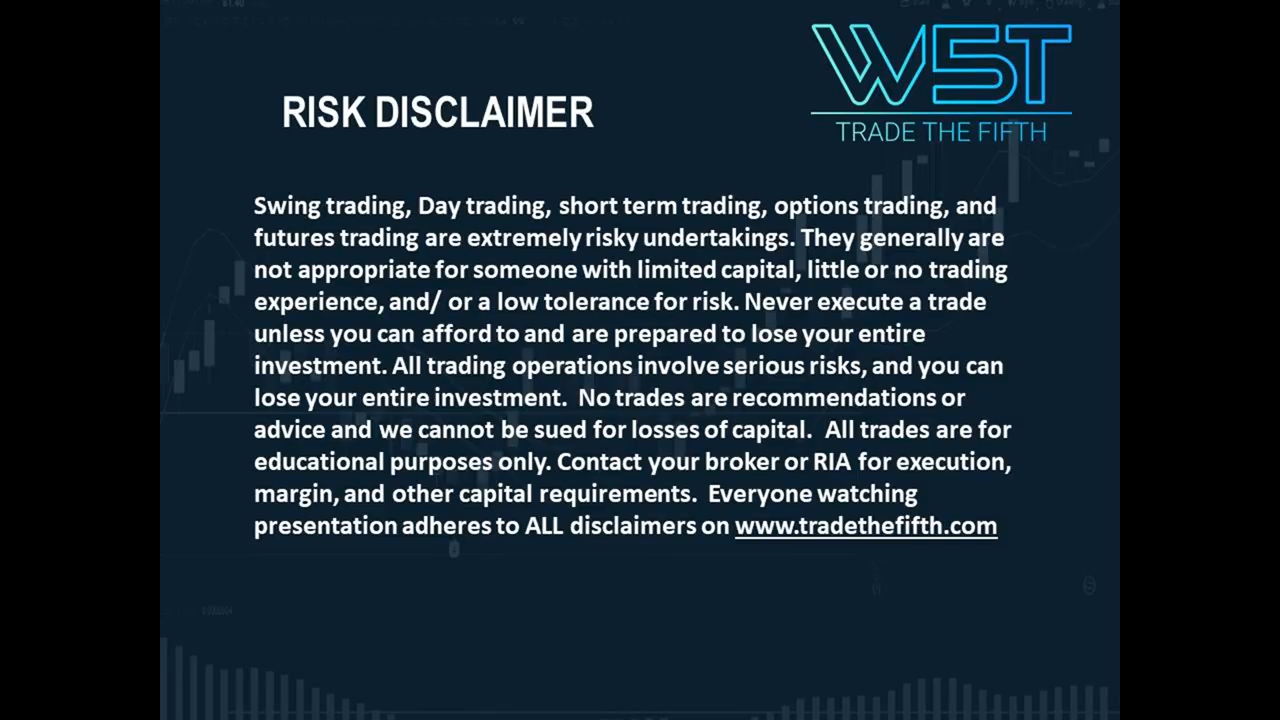 W5T
TRADE THE FIFTH
RISK DISCLAIMER
Swing trading, Day trading, short term trading, options trading, and
futures trading are extremely risky undertakings. They generally are
not appropriate for someone with limited capital, little or no trading
experience, and/ or a low tolerance for risk. Never execute a trade
unless you can afford to and are prepared to lose your entire
investment. All trading operations involve serious risks, and you can
lose your entire investment.  No trades are recommendations or
advice and we cannot be sued for losses of capital.  All trades are for
educational purposes only. Contact your broker or RIA for execution,
margin, and other capital requirements.  Everyone watching
presentation adheres to ALL disclaimers on www.tradethefifth.com